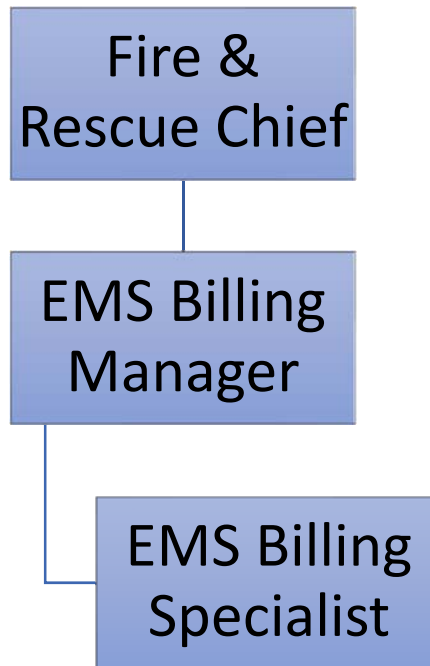 Fire &
Rescue Chief
EMS Billing
Manager
EMS Billing
Specialist